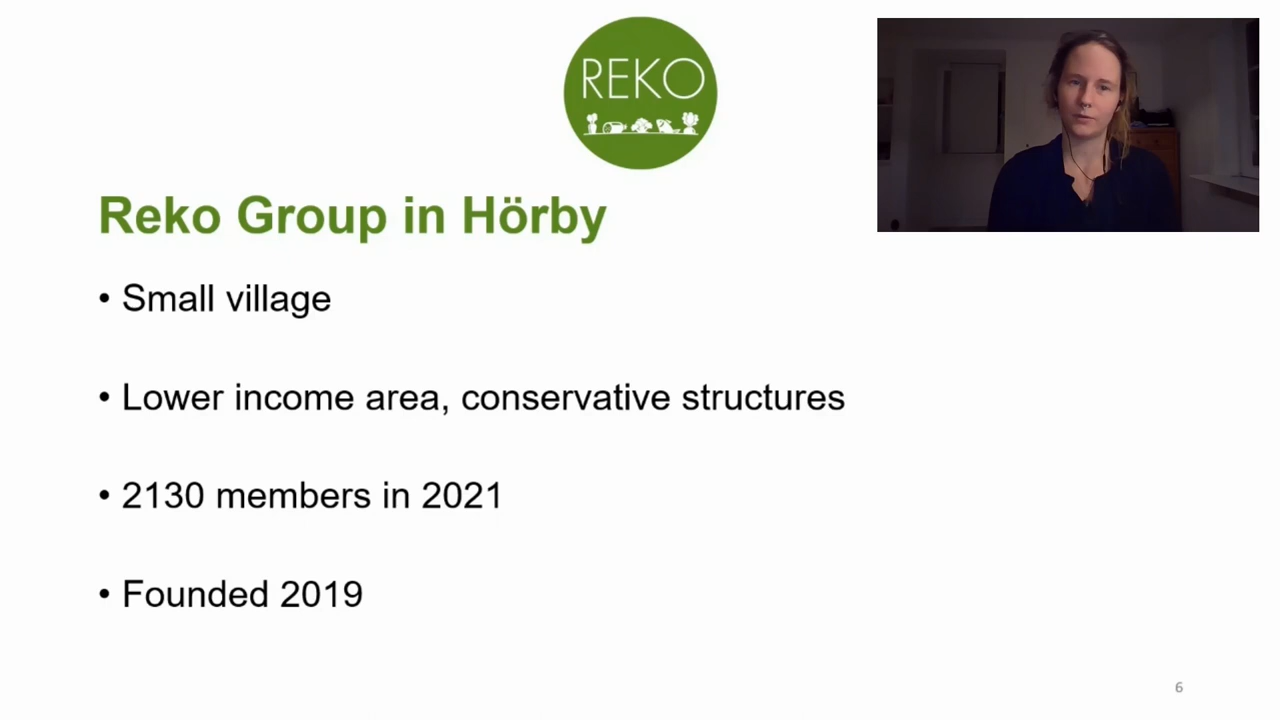 REKO
Reko Group in Hörby
• Small village
• Lower income area, conservative structures
• 2130 members in 2021
• Founded 2019
6